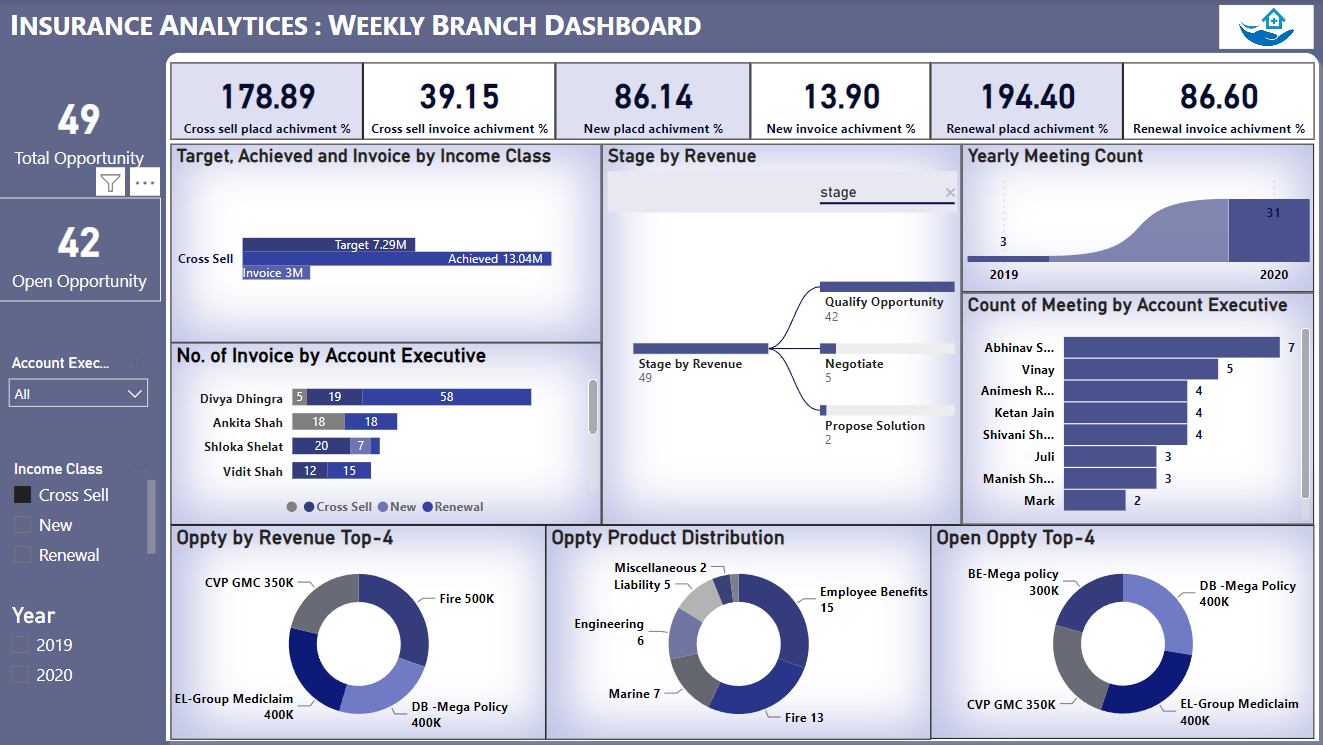 INSURANCE ANALYTICES : WEEKLY BRANCH DASHBOARD
49
Total Opportunity
...
42
Open Opportunity
Account Exec...
All
Income Class
Cross Sell
New
Renewal
Year
2019
2020
178.89
Cross sell placd achivment %
39.15
Cross sell invoice achivment %
86.14
New placd achivment %
13.90
New invoice achivment %
194.40
Renewal placd achivment %
86.60
Renewal invoice achivment %
Target, Achieved and Invoice by Income Class
Cross Sell
Target 7.29M
Achieved 13.04M
Invoice 3M
No. of Invoice by Account Executive
Divya Dhingra 5 19 58
Ankita Shah 18 18
Shloka Shelat 20 7
Vidit Shah 12 15
Cross Sell New Renewal
Stage by Revenue
stage
Stage by Revenue
49
Qualify Opportunity
42
Negotiate
5
Propose Solution
2
Yearly Meeting Count
3
31
2019
2020
Count of Meeting by Account Executive
Abhinav S... 7
Vinay 5
Animesh R... 4
Ketan Jain 4
Shivani Sh... 4
Juli 3
Manish Sh... 3
Mark 2
Oppty by Revenue Top-4
CVP GMC 350K
Fire 500K
EL-Group Mediclaim
400K
DB -Mega Policy
400K
Oppty Product Distribution
Miscellaneous 2
Liability 5
Employee Benefits
15
Engineering
6
Marine 7
Fire 13
Open Oppty Top-4
BE-Mega policy
300K
DB -Mega Policy
400K
CVP GMC 350K
EL-Group Mediclaim
400K